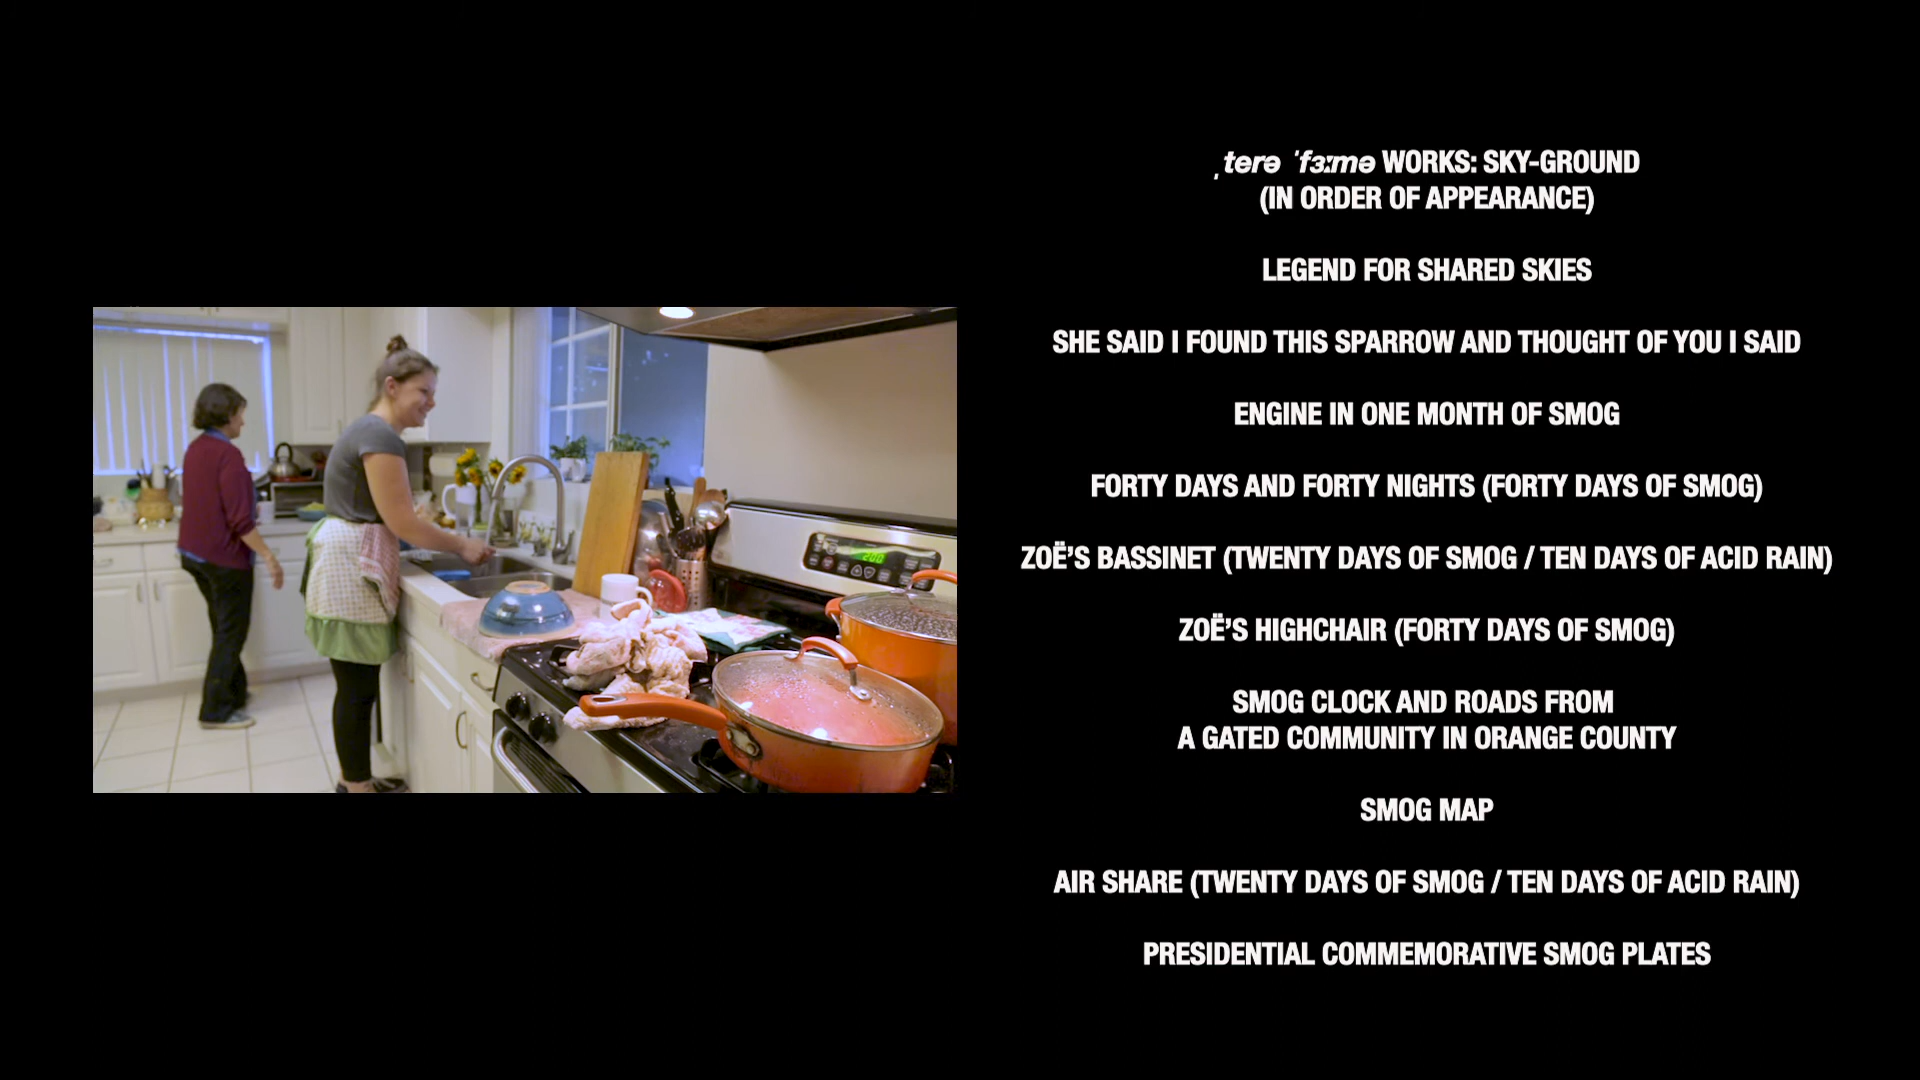 ˌterə ˈfɜːmə WORKS: SKY-GROUND
(IN ORDER OF APPEARANCE)
LEGEND FOR SHARED SKIES
SHE SAID I FOUND THIS SPARROW AND THOUGHT OF YOU I SAID
ENGINE IN ONE MONTH OF SMOG
FORTY DAYS AND FORTY NIGHTS (FORTY DAYS OF SMOG)
ZOË’S BASSINET (TWENTY DAYS OF SMOG / TEN DAYS OF ACID RAIN)
ZOË’S HIGHCHAIR (FORTY DAYS OF SMOG)
SMOG CLOCK AND ROADS FROM
A GATED COMMUNITY IN ORANGE COUNTY
SMOG MAP
AIR SHARE (TWENTY DAYS OF SMOG / TEN DAYS OF ACID RAIN)
PRESIDENTIAL COMMEMORATIVE SMOG PLATES